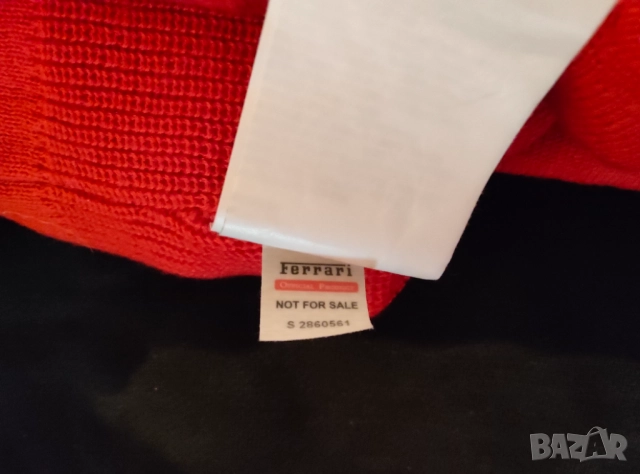 Ferrari
OFFICIAL PRODUCT
NOT FOR SALE
S 2860561
BAZAR